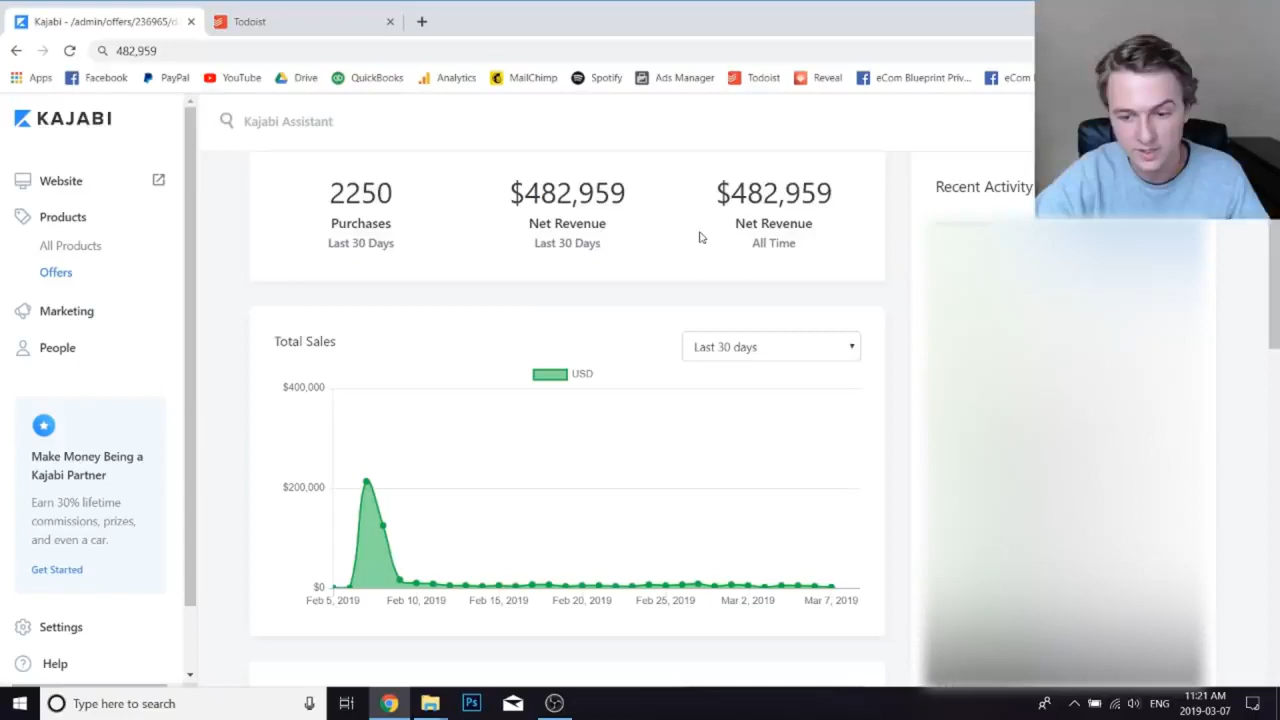 Kajabi - /admin/offers/236965/d
Todoist
482,959
Apps
Facebook
PayPal
YouTube
Drive
QuickBooks
Analytics
MailChimp
Spotify
Ads Manager
Todoist
Reveal
eCom Blueprint Priv...
eCom
KAJABI
Kajabi Assistant
Website
Products
All Products
Offers
Marketing
People
Make Money Being a
Kajabi Partner
Earn 30% lifetime
commissions, prizes,
and even a car.
Get Started
Settings
Help
2250
Purchases
Last 30 Days
$482,959
Net Revenue
Last 30 Days
$482,959
Net Revenue
All Time
Recent Activity
Total Sales
Last 30 days
USD
$400,000
$200,000
$0
Feb 5, 2019
Feb 10, 2019
Feb 15, 2019
Feb 20, 2019
Feb 25, 2019
Mar 2, 2019
Mar 7, 2019
Type here to search
Ps
ENG
11:21 AM
2019-03-07